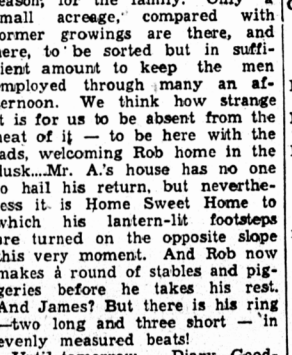 season, for the family. Only a
small acreage, compared with
former growings are there, and
here, to be sorted but in suffi-
cient amount to keep the men
employed through many an af-
ternoon. We think how strange
it is for us to be absent from the
heat of it — to be here with the
lads, welcoming Rob home in the
dusk....Mr. A.'s house has no one
to hail his return, but neverthe-
less it is Home Sweet Home to
which his lantern-lit footsteps
are turned on the opposite slope
this very moment. And Rob now
makes a round of stables and pig-
geries before he takes his rest.
And James? But there is his ring
—two long and three short — in
evenly measured beats!
Until tomorrow, Diary, Good-